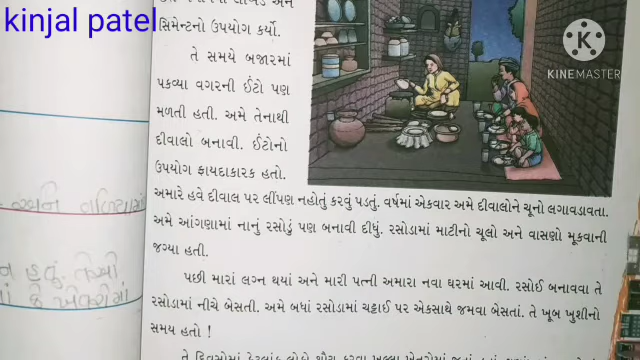 kinjal patel
KINEMASTER
સિમેન્ટનો ઉપયોગ કર્યો.
તે સમયે બજારમાં
પકવ્યા વગરની ઈંટો પણ
મળતી હતી. અમે તેનાથી
દીવાલો બનાવી. ઈંટોનો
ઉપયોગ ફાયદાકારક હતો.
અમારે હવે દીવાલ પર લીંપણ નહોતું કરવું પડતું. વર્ષમાં એકવાર અમે દીવાલોને ચૂનો લગાવડાવતા.
અમે આંગણામાં નાનું રસોડું પણ બનાવી દીધું. રસોડામાં માટીનો ચૂલો અને વાસણો મૂકવાની
જગ્યા હતી.
પછી મારાં લગ્ન થયાં અને મારી પત્ની અમારા નવા ઘરમાં આવી. રસોઈ બનાવવા તે
રસોડામાં નીચે બેસતી. અમે બધાં રસોડામાં ચટ્ટાઈ પર એકસાથે જમવા બેસતાં. તે ખૂબ ખુશીનો
સમય હતો !